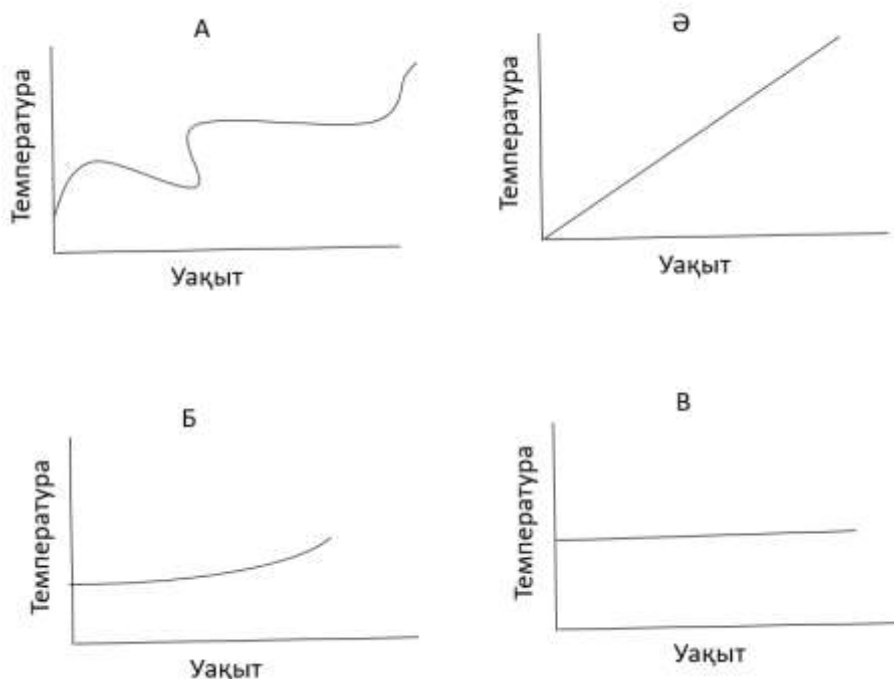 А
Температура
Уақыт
Ә
Температура
Уақыт
Б
Температура
Уақыт
В
Температура
Уақыт